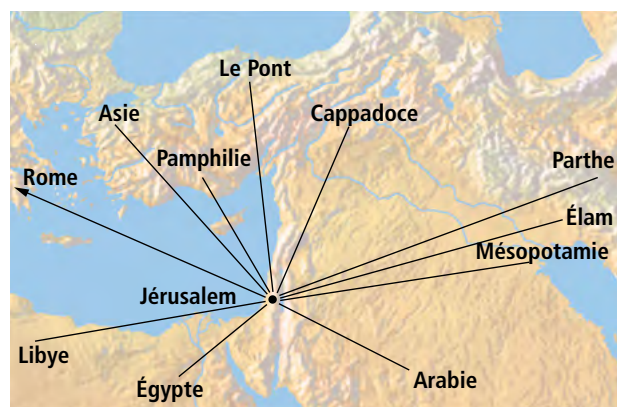 Le Pont
Asie
Cappadoce
Pamphilie
Parthe
Rome
Élam
Mésopotamie
Jérusalem
Libye
Égypte
Arabie